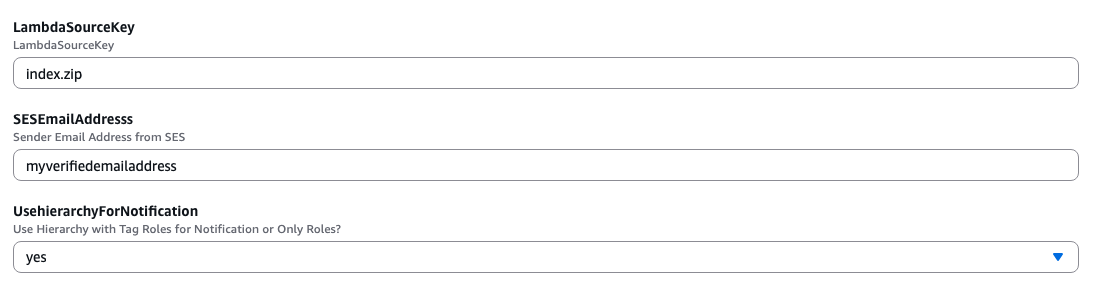 LambdaSourceKey
LambdaSourceKey
index.zip
SESEmailAddresss
Sender Email Address from SES
myverifiedemailaddress
UsehierarchyForNotification
Use Hierarchy with Tag Roles for Notification or Only Roles?
yes